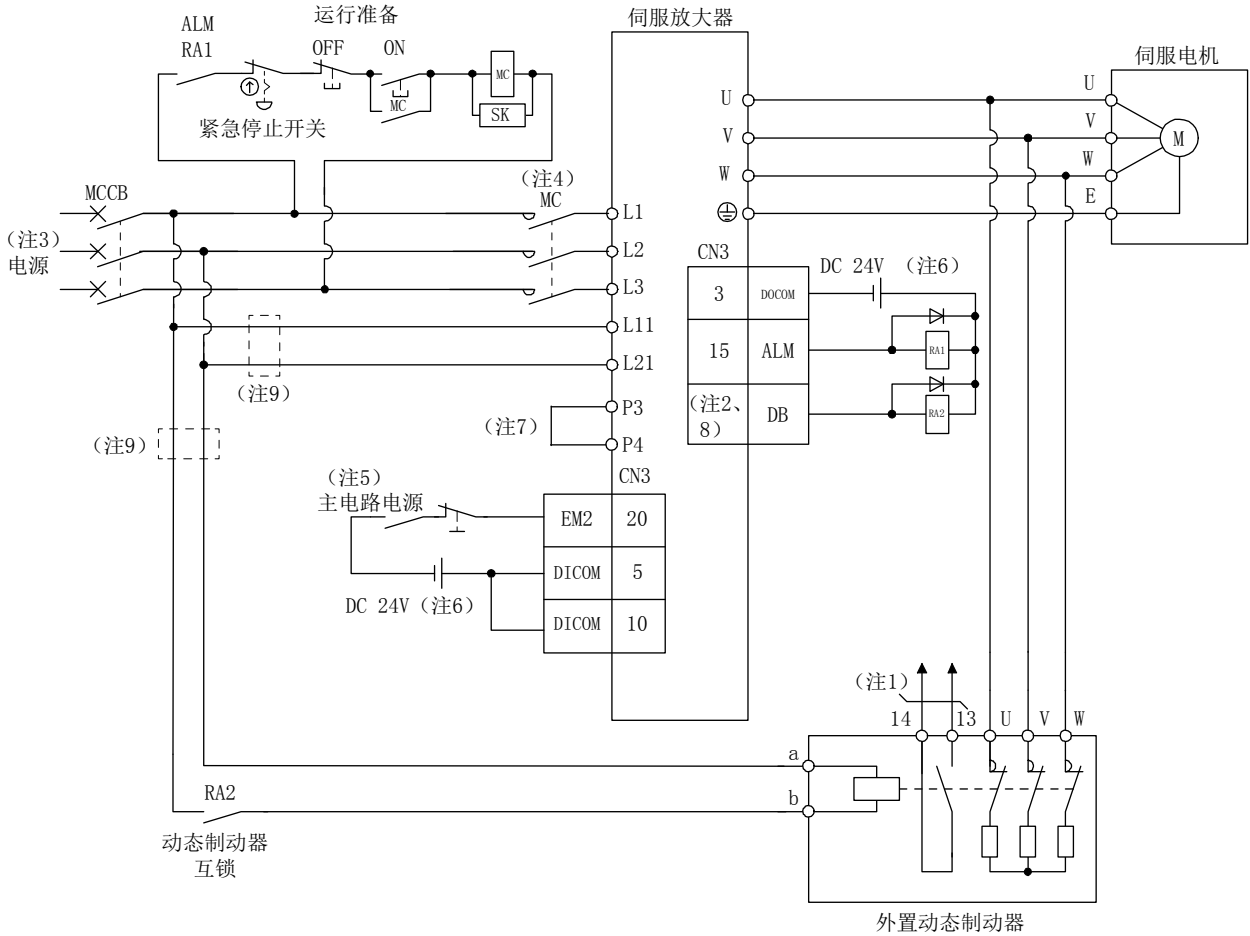 ALM
RA1
运行准备
OFF
ON
MC
SK
MC
紧急停止开关
伺服放大器
伺服电机
U
V
W
U
V
W
E
M
MCCB
(注3)
电源
(注4)
MC
L1
L2
L3
L11
L21
(注9)
(注9)
(注7)
P3
P4
CN3
3
DOCOM
15
ALM
(注2、
8)
DB
DC 24V (注6)
RA1
RA2
CN3
EM2
20
DICOM
5
DICOM
10
(注5)
主电路电源
DC 24V(注6)
(注1)
14
13
U
V
W
a
b
RA2
动态制动器
互锁
外置动态制动器